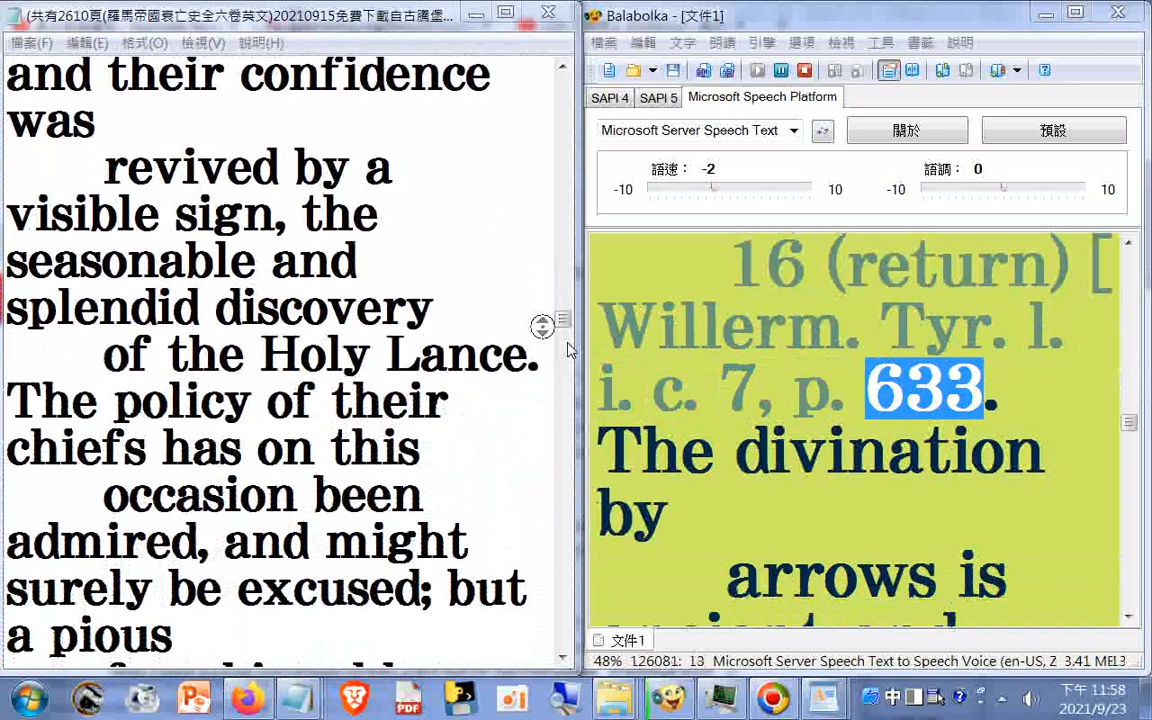 (共有2610頁(羅馬帝國衰亡史全六卷英文)20210915免費下載自古騰堡...
檔案(F) 編輯(E) 格式(O) 檢視(V) 說明(H)
and their confidence
was
revived by a
visible sign, the
seasonable and
splendid discovery
of the Holy Lance.
The policy of their
chiefs has on this
occasion been
admired, and might
surely be excused; but
a pious
Balabolka - [文件1]
檔案 編輯 文字 朗讀 引擎 選項 檢視 工具 書籤 說明
SAPI 4 SAPI 5 Microsoft Speech Platform
Microsoft Server Speech Text 關於 預設
語速： -2 語調： 0
-10 10 -10 10
16 (return) [
Willerm. Tyr. l.
i. c. 7, p. 633.
The divination
by
arrows is
文件1
48% 126081: 13 Microsoft Server Speech Text to Speech Voice (en-US, Z 3.41 ME13
中
下午 11:58
2021/9/23